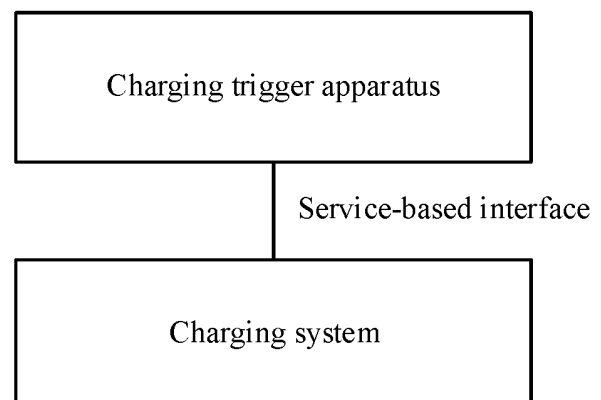 Charging trigger apparatus
Service-based interface
Charging system